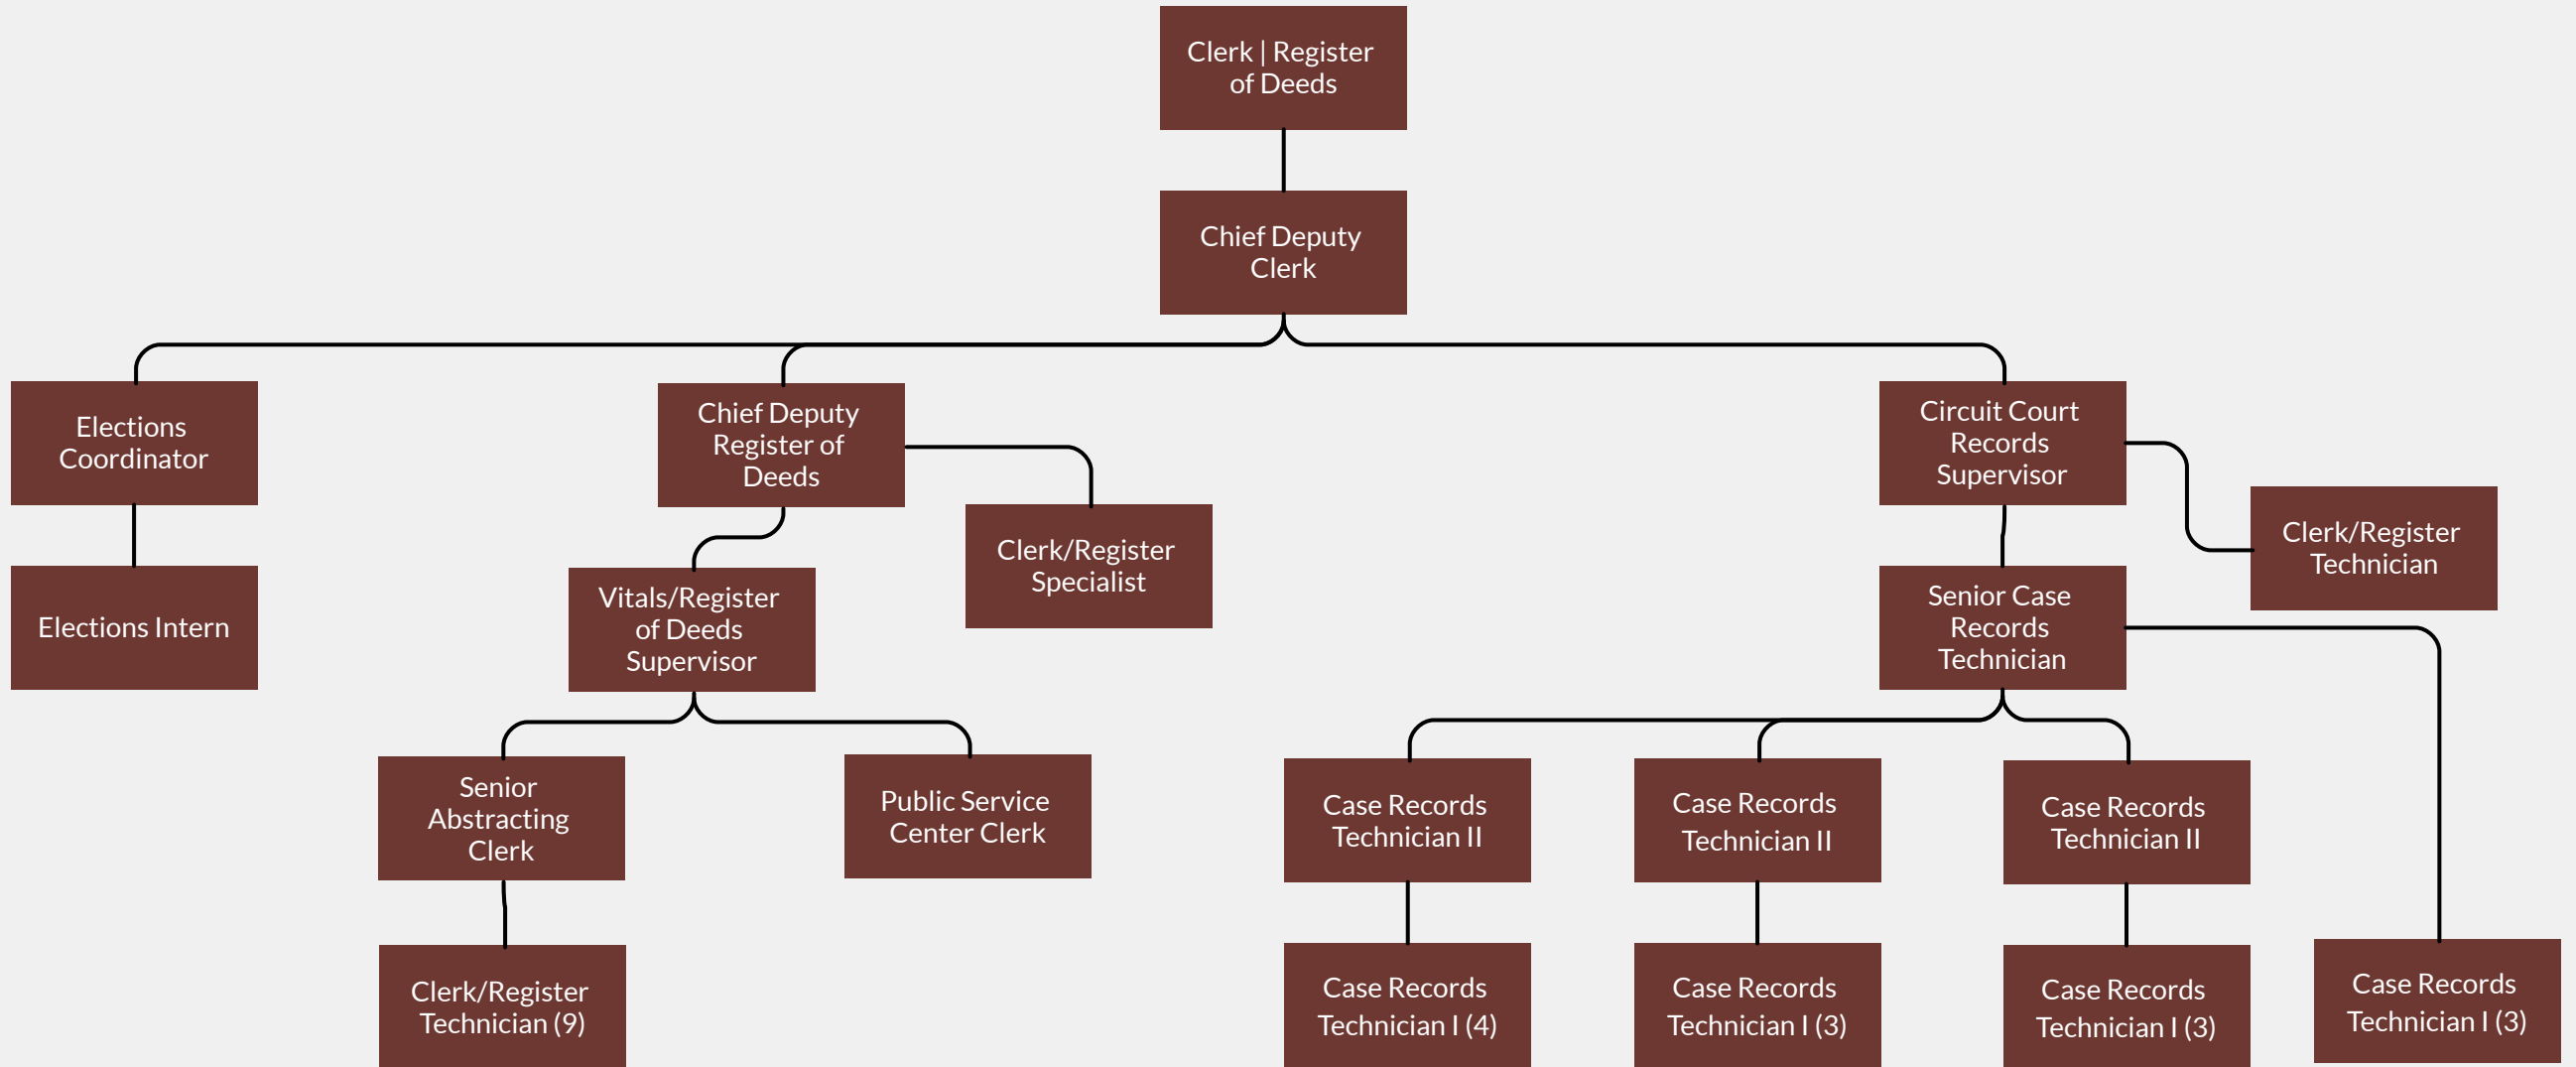 Clerk | Register
of Deeds
Chief Deputy
Clerk
Elections
Coordinator
Chief Deputy
Register of
Deeds
Circuit Court
Records
Supervisor
Clerk/Register
Specialist
Clerk/Register
Technician
Elections Intern
Vitals/Register
of Deeds
Supervisor
Senior Case
Records
Technician
Senior
Abstracting
Clerk
Public Service
Center Clerk
Case Records
Technician II
Case Records
Technician II
Case Records
Technician II
Clerk/Register
Technician (9)
Case Records
Technician I (4)
Case Records
Technician I (3)
Case Records
Technician I (3)
Case Records
Technician I (3)